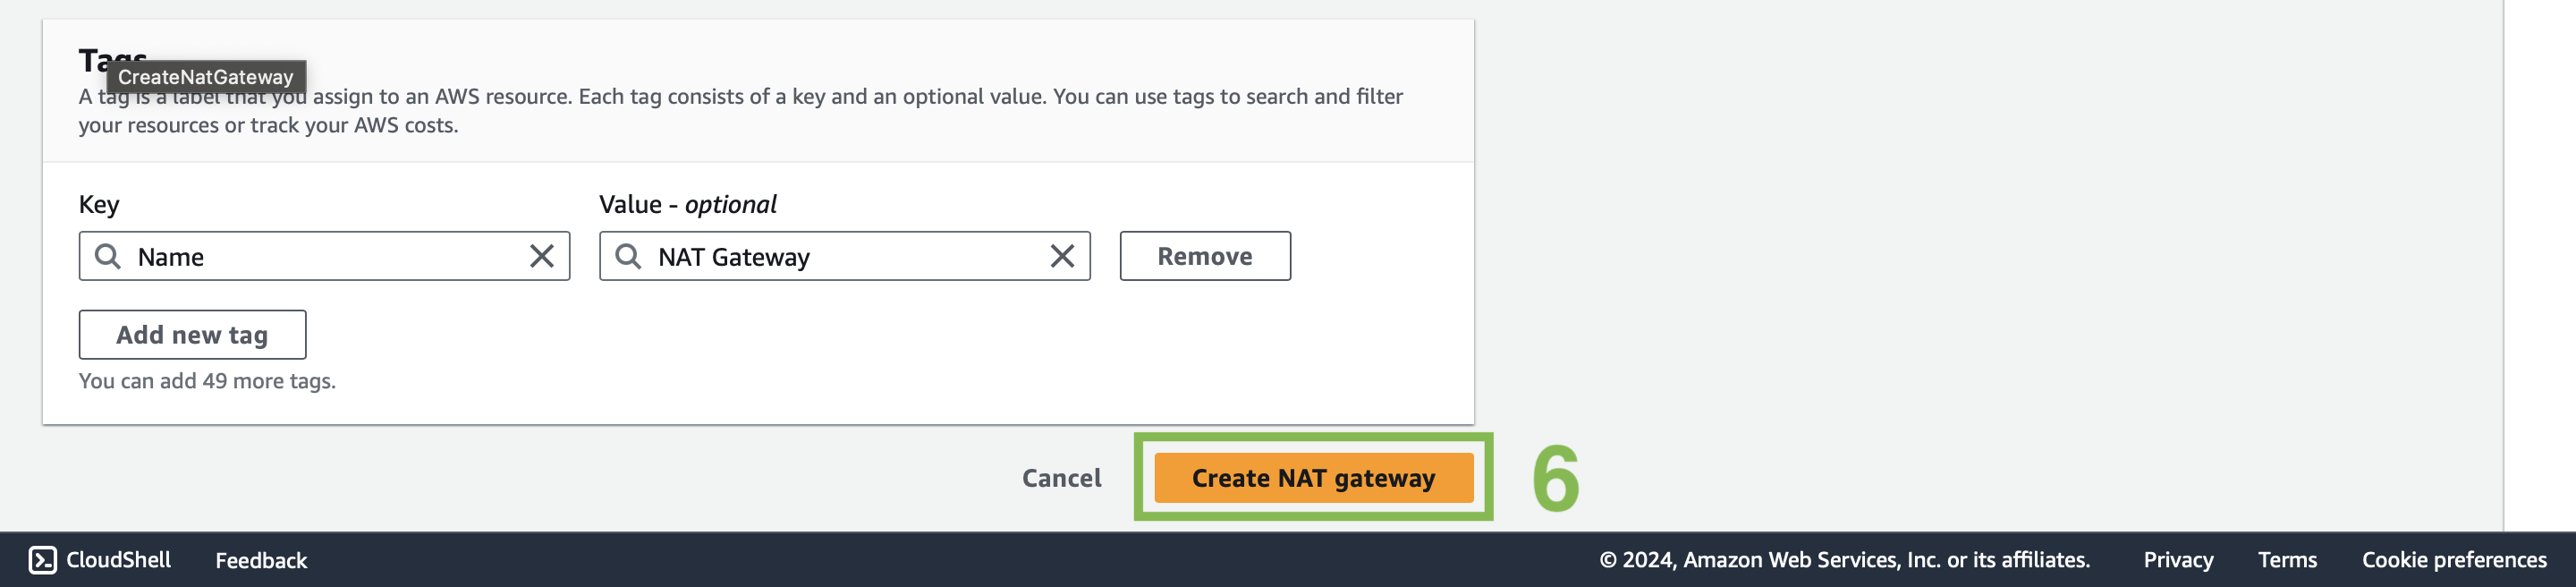 Tags
CreateNatGateway
A tag is a label that you assign to an AWS resource. Each tag consists of a key and an optional value. You can use tags to search and filter
your resources or track your AWS costs.
Key
Value - optional
Name
NAT Gateway
Remove
Add new tag
You can add 49 more tags.
Cancel
Create NAT gateway
6
CloudShell
Feedback
© 2024, Amazon Web Services, Inc. or its affiliates.
Privacy
Terms
Cookie preferences